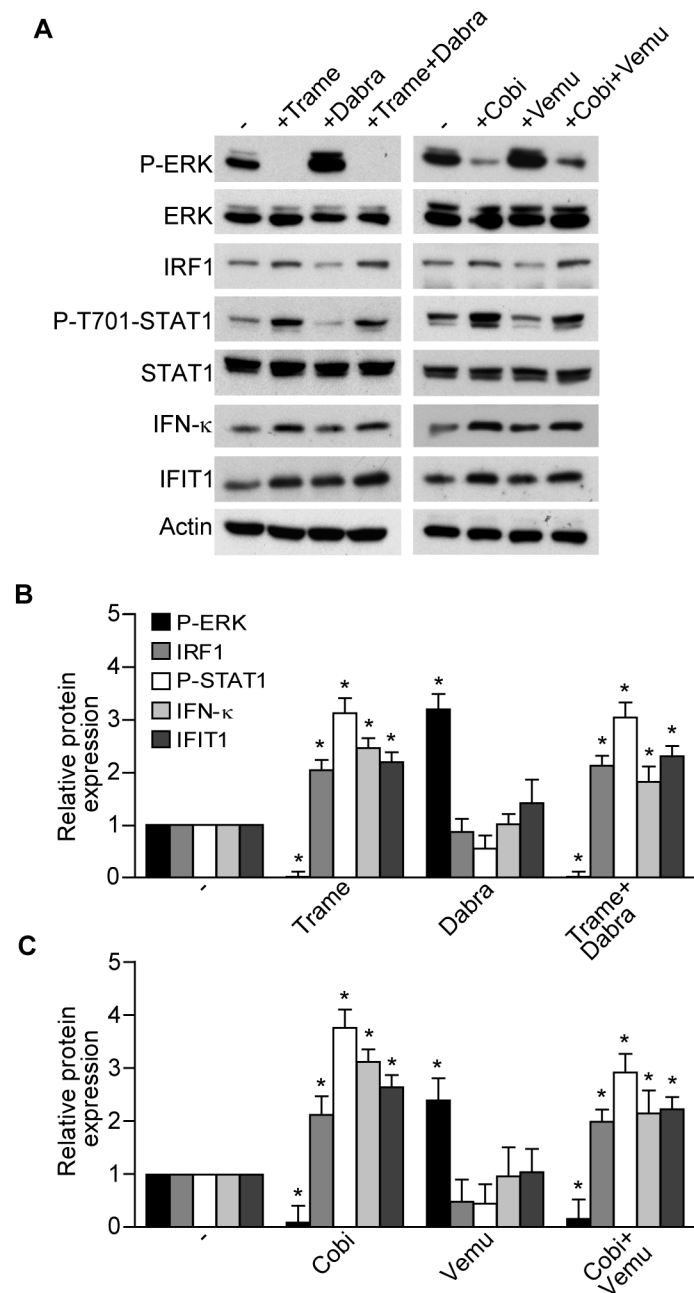 A
- +Trame +Dabra +Trame+Dabra - +Cobi +Vemu +Cobi+Vemu
P-ERK
ERK
IRF1
P-T701-STAT1
STAT1
IFN-κ
IFIT1
Actin
B
Relative protein
expression
5
4
3
2
1
0
P-ERK
IRF1
P-STAT1
IFN-κ
IFIT1
* * * * *
*
* * * * *
- Trame Dabra Trame+
Dabra
C
Relative protein
expression
5
4
3
2
1
0
* * * * *
*
* * * * *
- Cobi Vemu Cobi+
Vemu